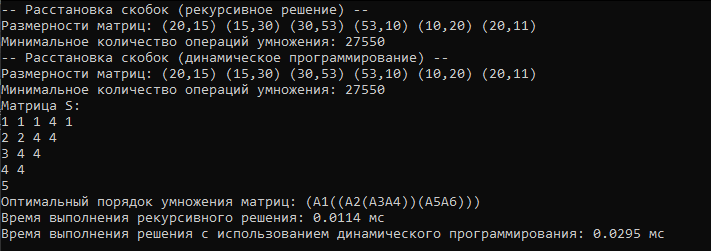 -- Расстановка скобок (рекурсивное решение) --
Размерности матриц: (20,15) (15,30) (30,53) (53,10) (10,20) (20,11)
Минимальное количество операций умножения: 27550
-- Расстановка скобок (динамическое программирование) --
Размерности матриц: (20,15) (15,30) (30,53) (53,10) (10,20) (20,11)
Минимальное количество операций умножения: 27550
Матрица S:
1 1 1 4 1
2 2 4 4
3 4 4
4 4
5
Оптимальный порядок умножения матриц: (A1((A2(A3A4))(A5A6)))
Время выполнения рекурсивного решения: 0.0114 мс
Время выполнения решения с использованием динамического программирования: 0.0295 мс